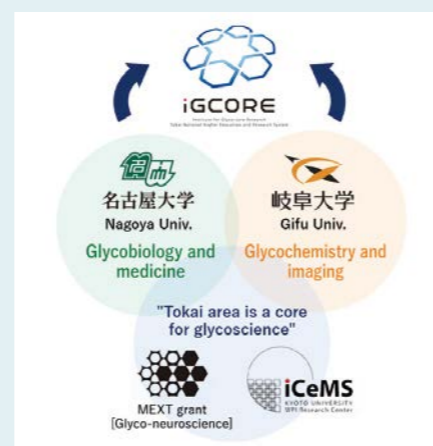 iGCORE
Institute for Glyco-core Research
Tokai National Higher Education and Research System
名古屋大学
Nagoya Univ.
Glycobiology and
medicine
岐阜大学
Gifu Univ.
Glycochemistry and
imaging
"Tokai area is a core
for glycoscience"
MEXT grant
[Glyco-neuroscience]
iCeMS
KYOTO UNIVERSITY
WPI Research Center